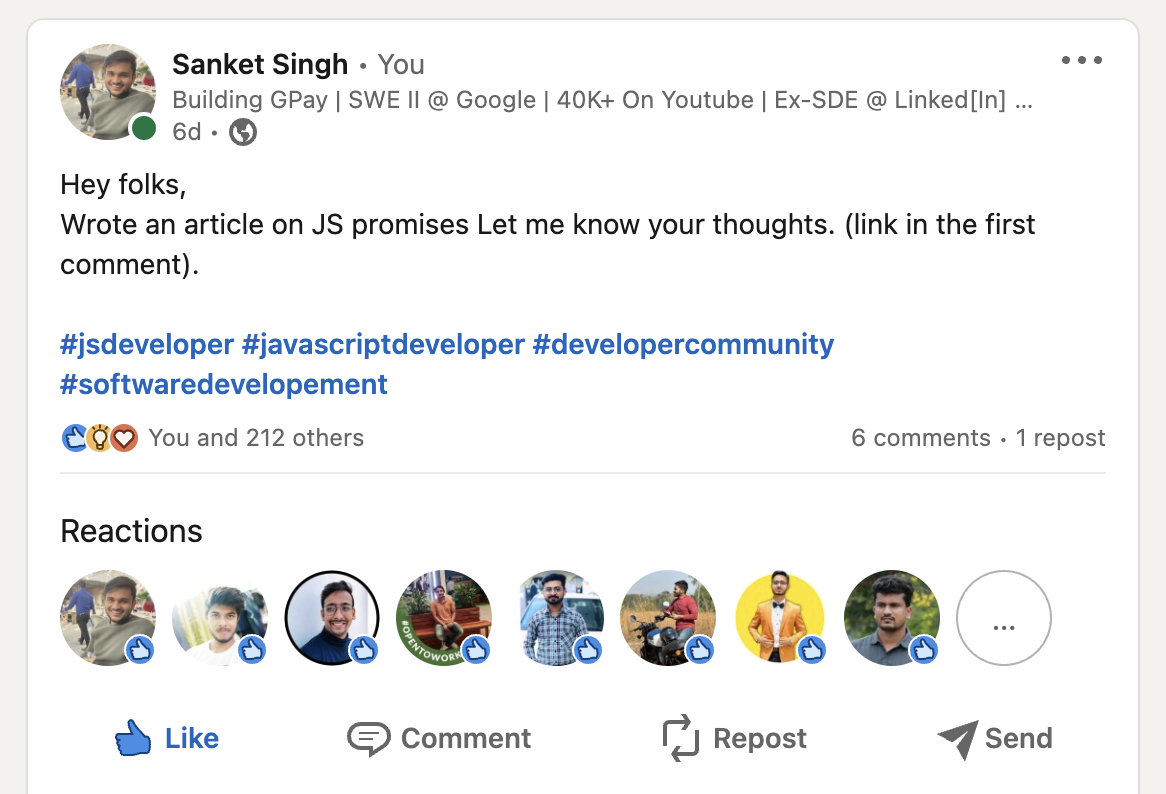 Sanket Singh • You
Building GPay | SWE II @ Google | 40K+ On Youtube | Ex-SDE @ Linked[In] ...
6d •
Hey folks,
Wrote an article on JS promises Let me know your thoughts. (link in the first
comment).
#jsdeveloper #javascriptdeveloper #developercommunity
#softwaredevelopement
You and 212 others
6 comments • 1 repost
Reactions
#OPENTOWORK
...
Like
Comment
Repost
Send